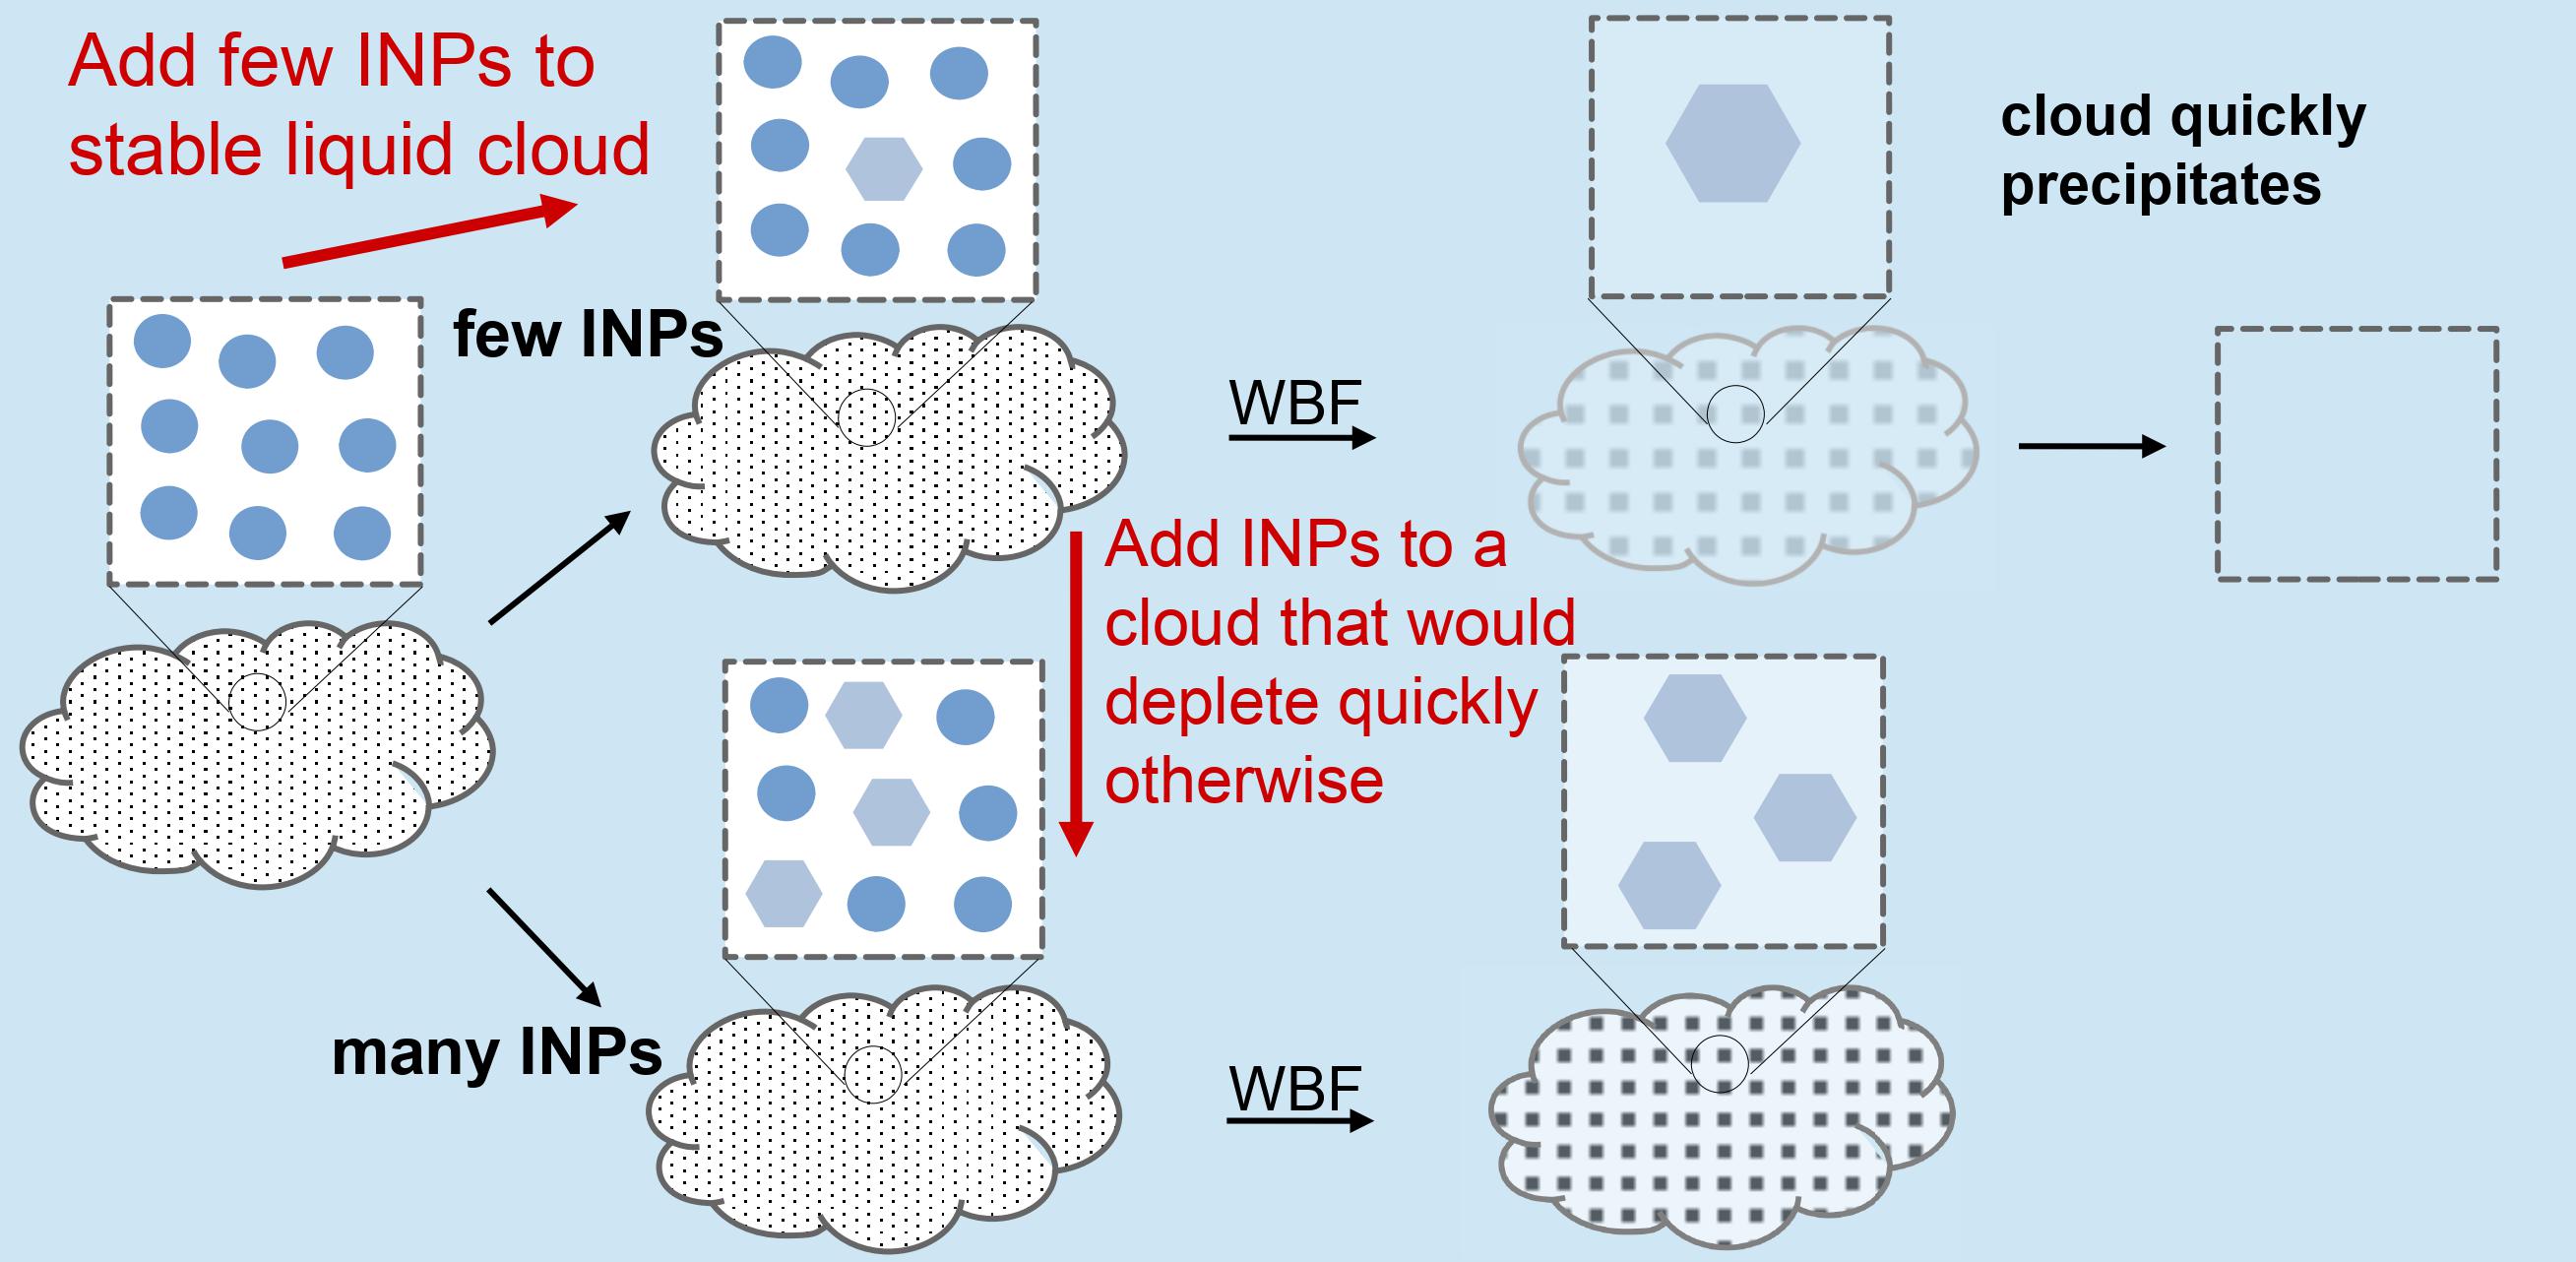 Add few INPs to
stable liquid cloud
cloud quickly
precipitates
few INPs
WBF
Add INPs to a
cloud that would
deplete quickly
otherwise
many INPs
WBF